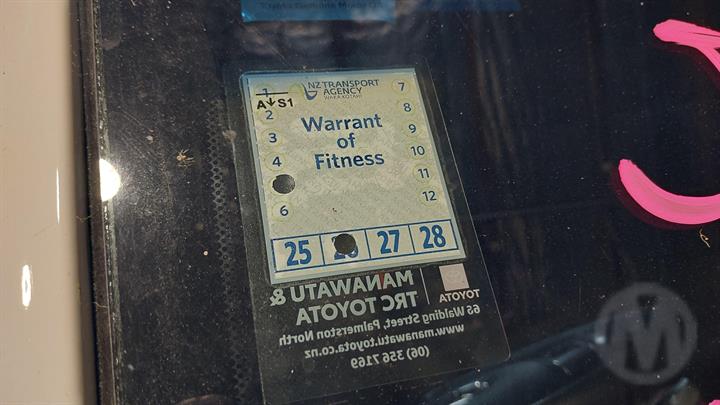 NZ TRANSPORT
AGENCY
WAKA KOTAHI
1 7
A↓S1
2 8
Warrant
of
Fitness
3 9
4 10
11
6 12
25 27 28
MANAWATU &
TRC TOYOTA
TOYOTA
68 Walding Street, Palmerston North
www.manawatu.toyota.co.nz
(06) 356 7169
M